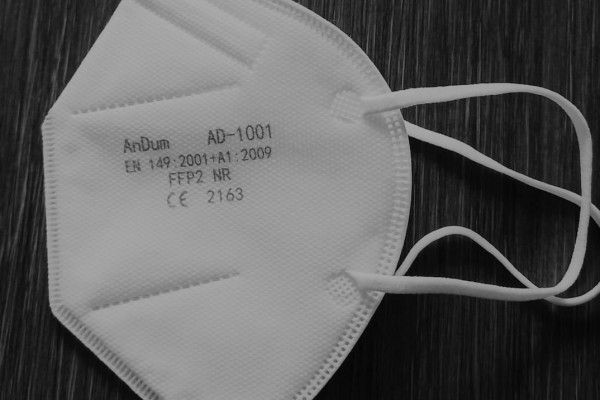 AnDum AD-1001
EN 149:2001+A1:2009
FFP2 NR
CE 2163